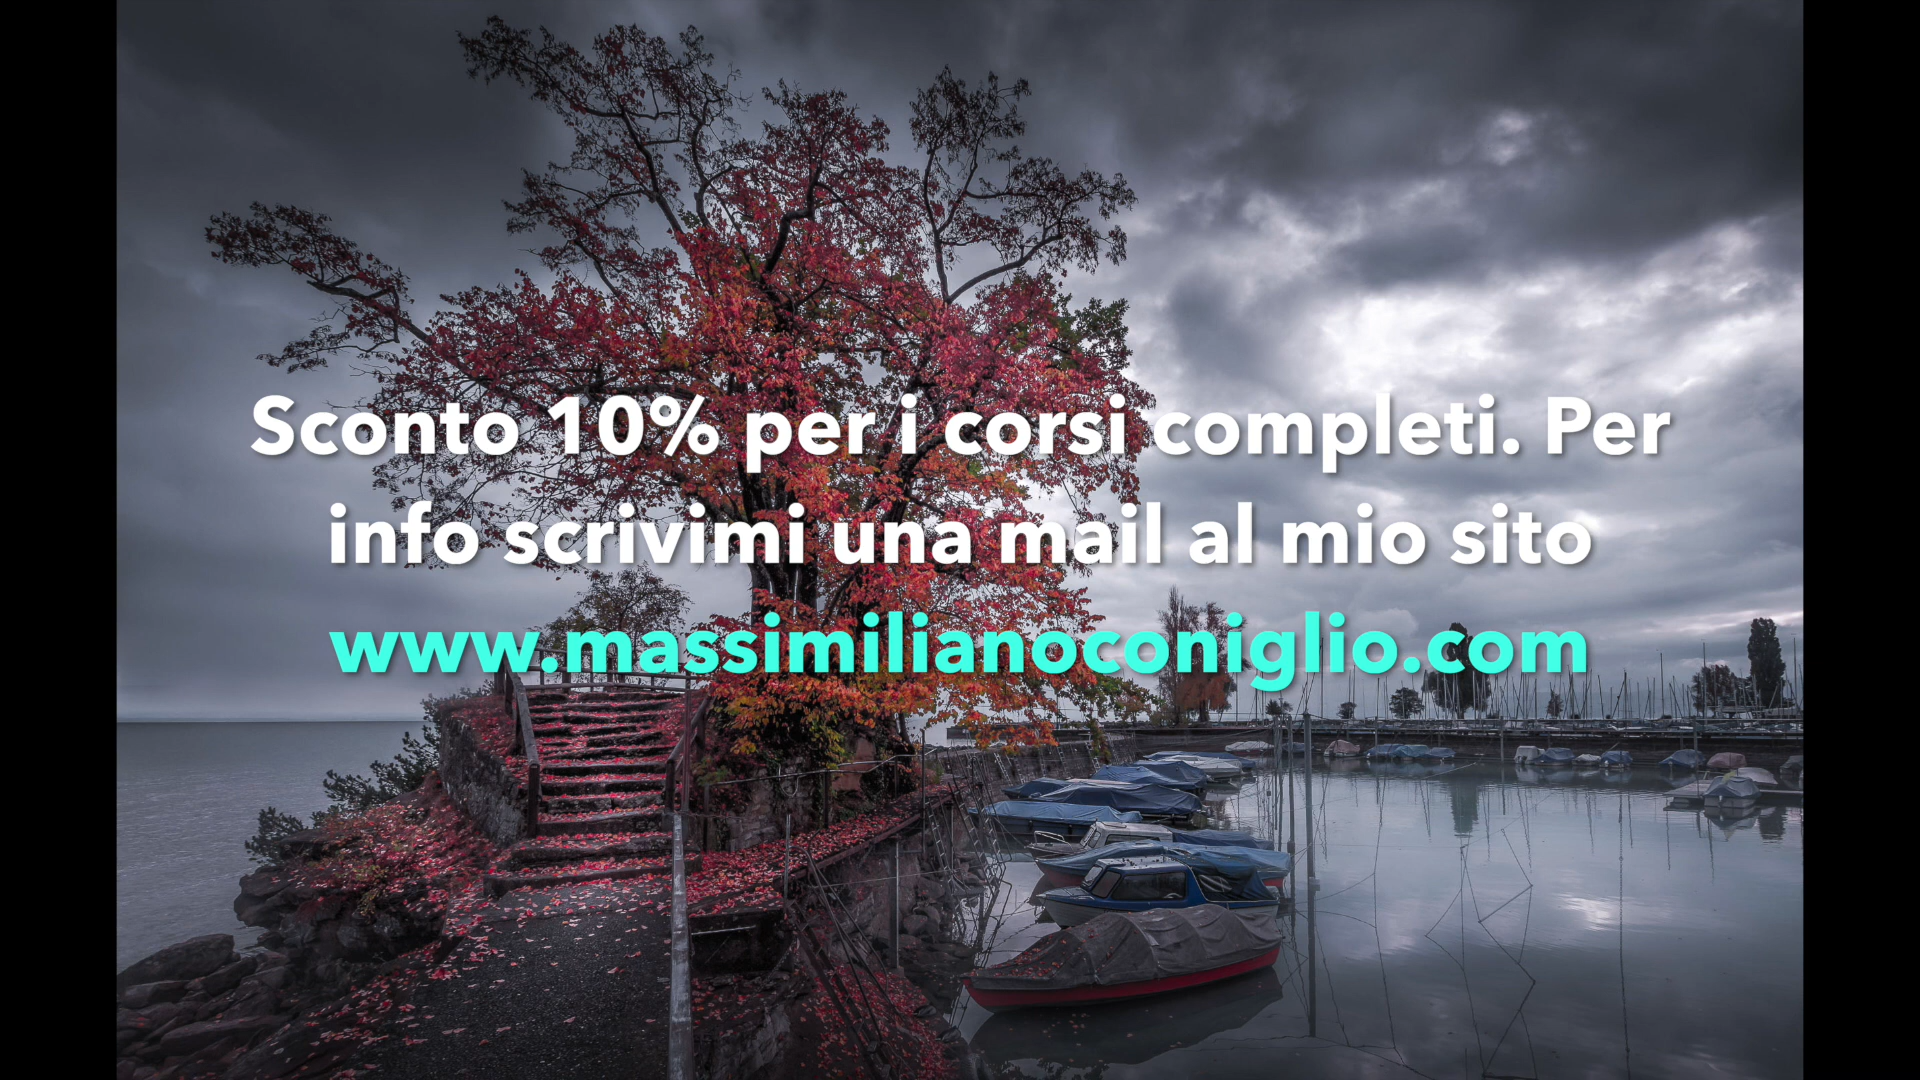 Sconto 10% per i corsi completi. Per
info scrivimi una mail al mio sito
www.massimilianoconiglio.com